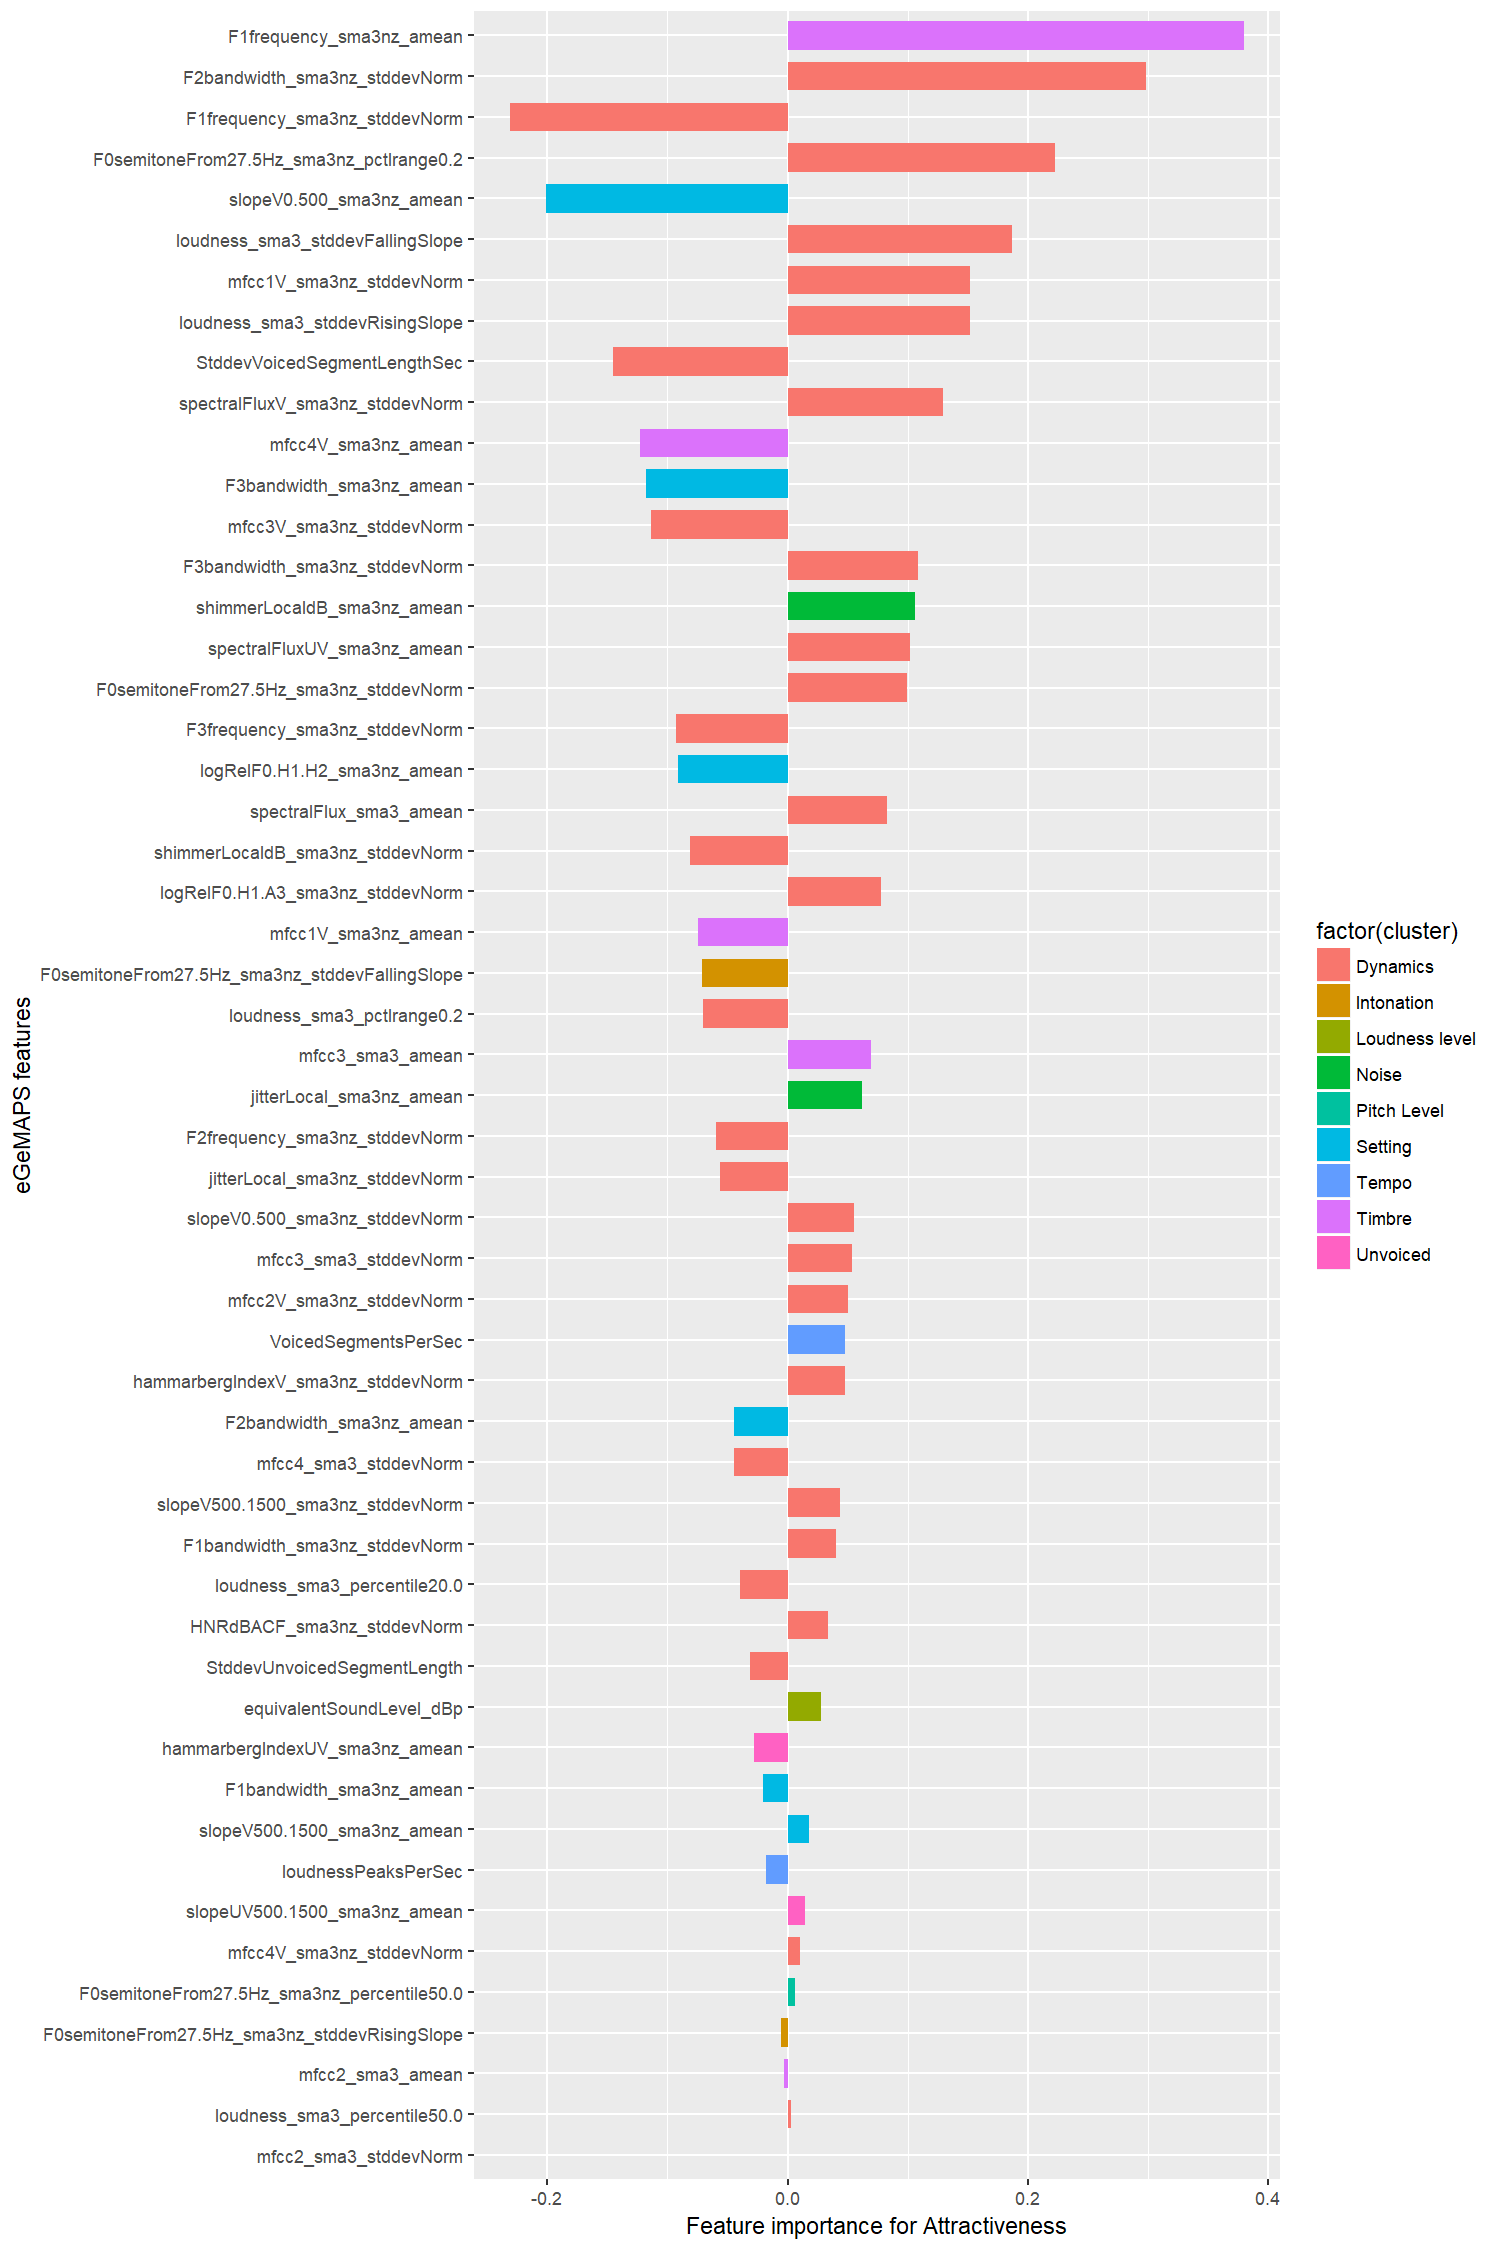 F1frequency_sma3nz_amean
F2bandwidth_sma3nz_stddevNorm
F1frequency_sma3nz_stddevNorm
F0semitoneFrom27.5Hz_sma3nz_pctlrange0.2
slopeV0.500_sma3nz_amean
loudness_sma3_stddevFallingSlope
mfcc1V_sma3nz_stddevNorm
loudness_sma3_stddevRisingSlope
StddevVoicedSegmentLengthSec
spectralFluxV_sma3nz_stddevNorm
mfcc4V_sma3nz_amean
F3bandwidth_sma3nz_amean
mfcc3V_sma3nz_stddevNorm
F3bandwidth_sma3nz_stddevNorm
shimmerLocaldB_sma3nz_amean
spectralFluxUV_sma3nz_amean
F0semitoneFrom27.5Hz_sma3nz_stddevNorm
F3frequency_sma3nz_stddevNorm
logRelF0.H1.H2_sma3nz_amean
spectralFlux_sma3_amean
shimmerLocaldB_sma3nz_stddevNorm
logRelF0.H1.A3_sma3nz_stddevNorm
mfcc1V_sma3nz_amean
F0semitoneFrom27.5Hz_sma3nz_stddevFallingSlope
loudness_sma3_pctlrange0.2
mfcc3_sma3_amean
jitterLocal_sma3nz_amean
F2frequency_sma3nz_stddevNorm
jitterLocal_sma3nz_stddevNorm
slopeV0.500_sma3nz_stddevNorm
mfcc3_sma3_stddevNorm
mfcc2V_sma3nz_stddevNorm
VoicedSegmentsPerSec
hammarbergIndexV_sma3nz_stddevNorm
F2bandwidth_sma3nz_amean
mfcc4_sma3_stddevNorm
slopeV500.1500_sma3nz_stddevNorm
F1bandwidth_sma3nz_stddevNorm
loudness_sma3_percentile20.0
HNRdBACF_sma3nz_stddevNorm
StddevUnvoicedSegmentLength
equivalentSoundLevel_dBp
hammarbergIndexUV_sma3nz_amean
F1bandwidth_sma3nz_amean
slopeV500.1500_sma3nz_amean
loudnessPeaksPerSec
slopeUV500.1500_sma3nz_amean
mfcc4V_sma3nz_stddevNorm
F0semitoneFrom27.5Hz_sma3nz_percentile50.0
F0semitoneFrom27.5Hz_sma3nz_stddevRisingSlope
mfcc2_sma3_amean
loudness_sma3_percentile50.0
mfcc2_sma3_stddevNorm
eGeMAPS features
-0.2 0.0 0.2 0.4
Feature importance for Attractiveness
factor(cluster)
Dynamics
Intonation
Loudness level
Noise
Pitch Level
Setting
Tempo
Timbre
Unvoiced